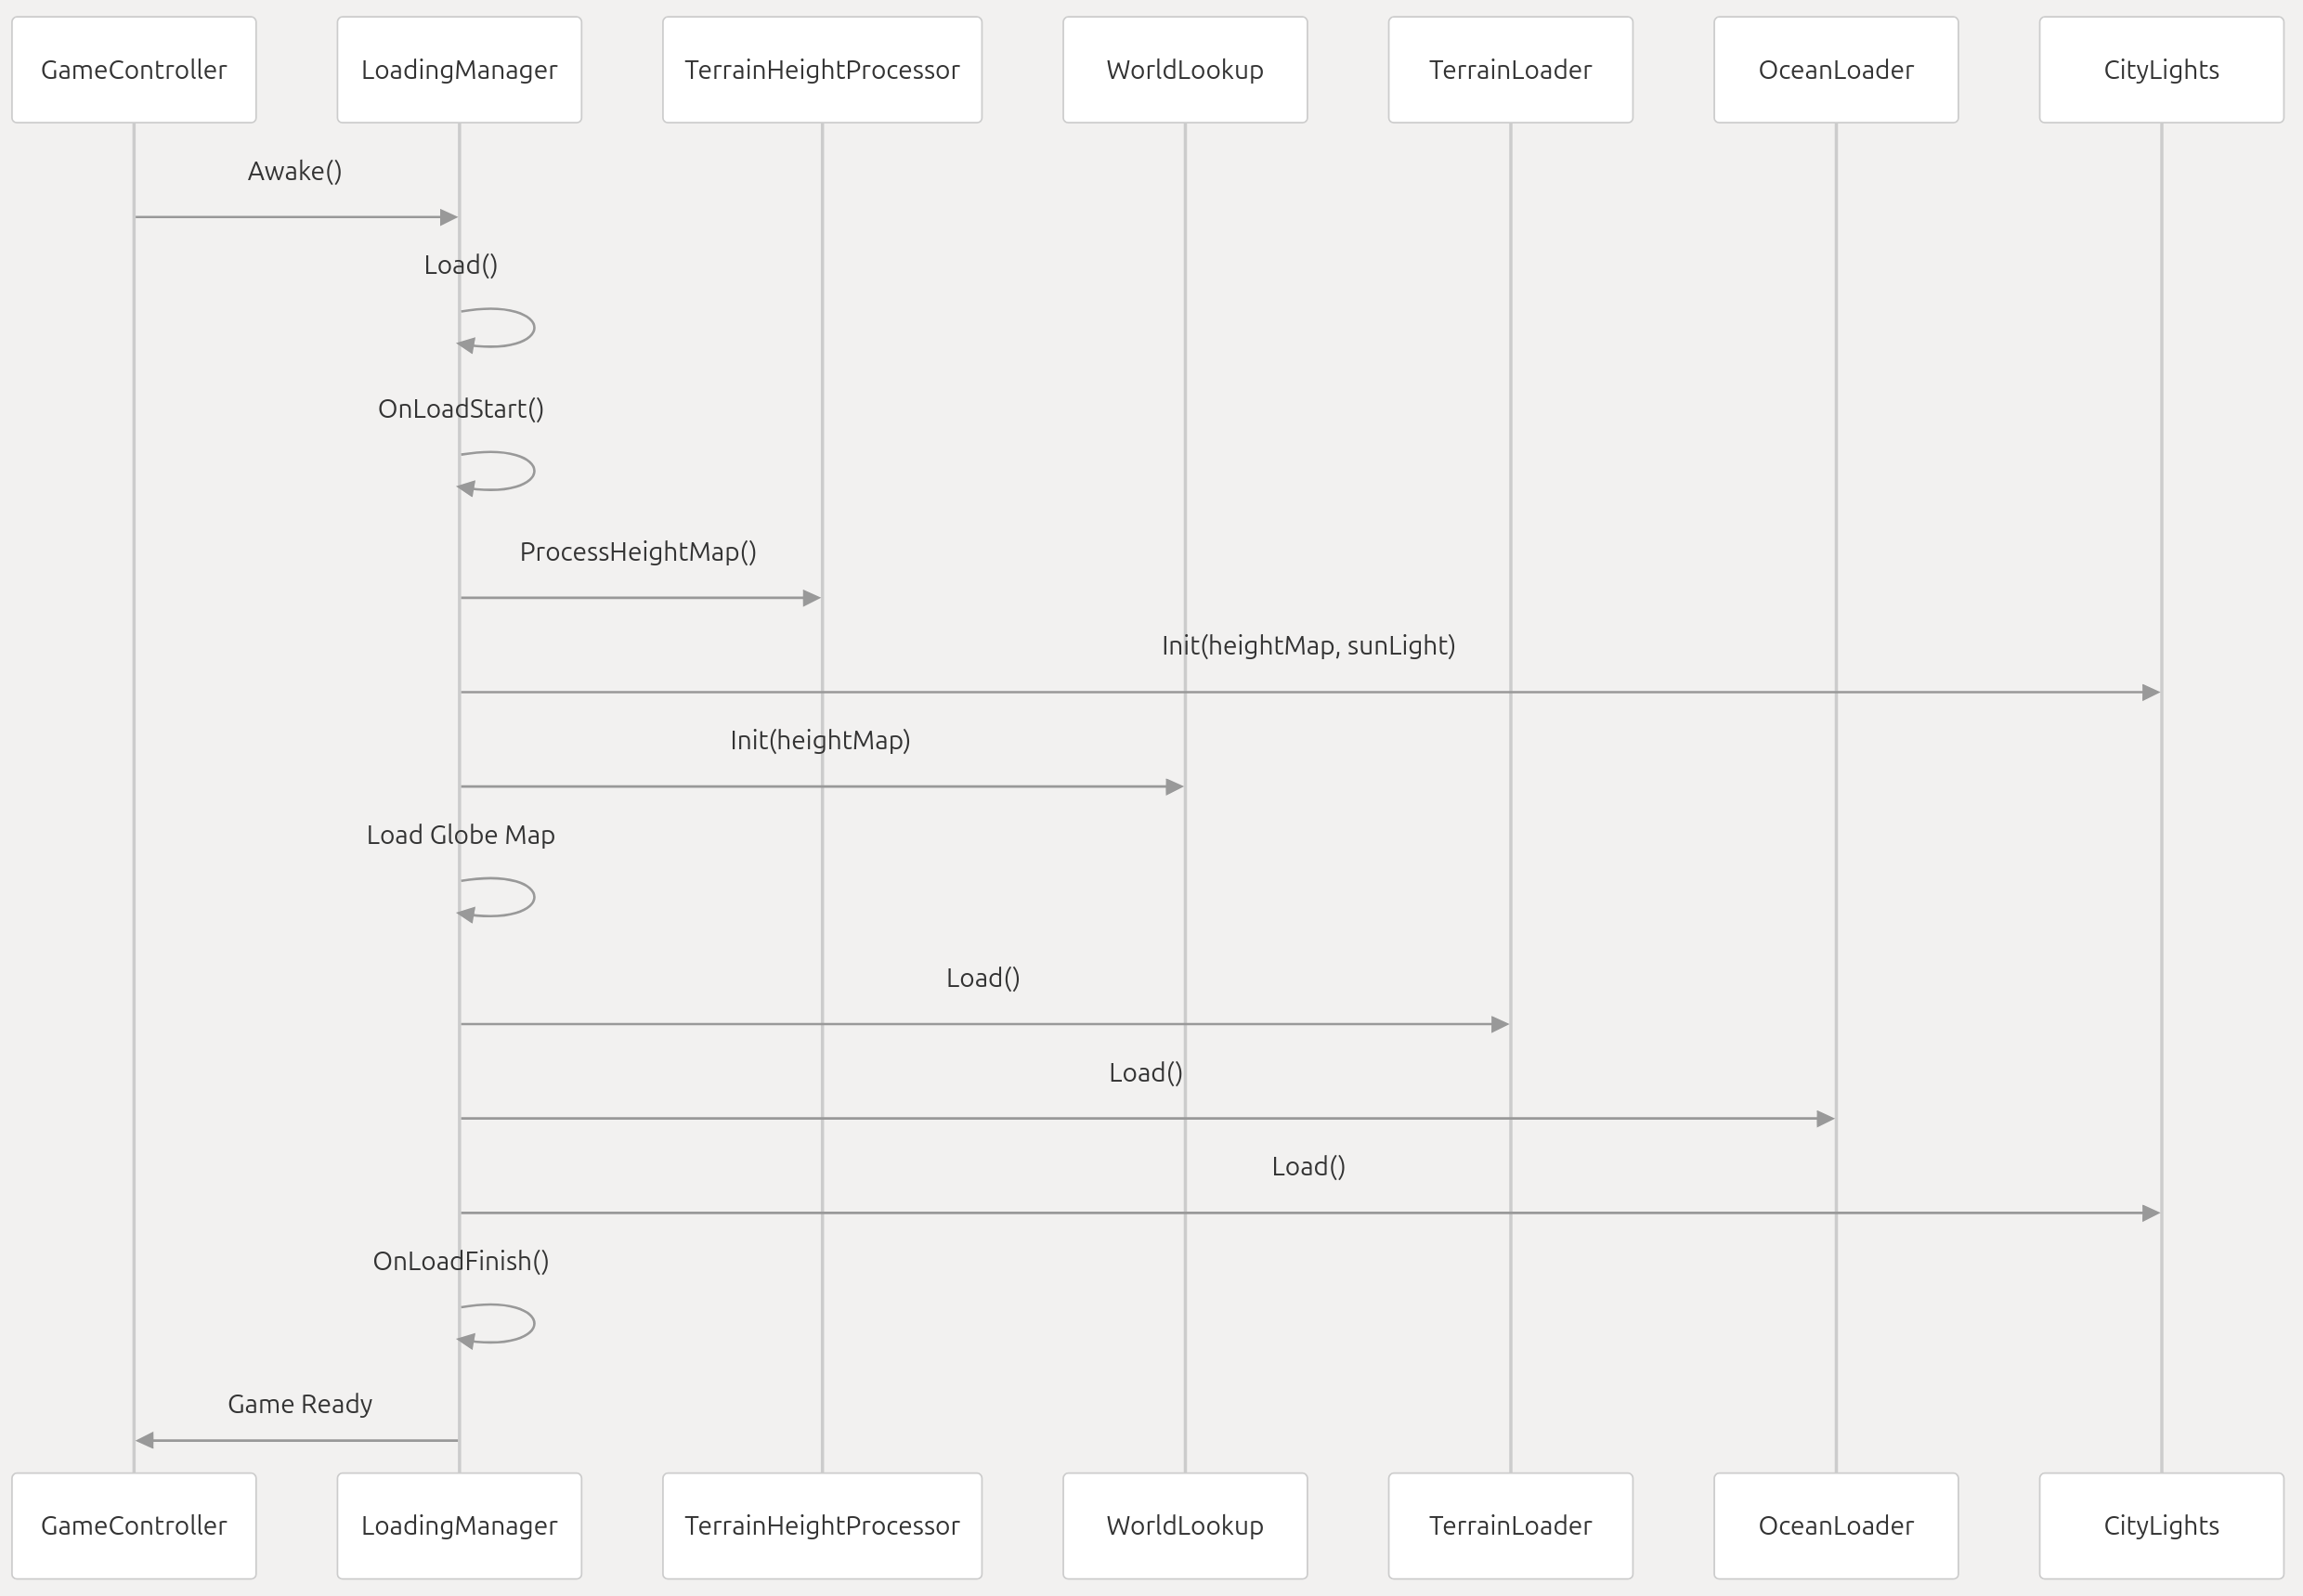 GameController
LoadingManager
TerrainHeightProcessor
WorldLookup
TerrainLoader
OceanLoader
CityLights
Awake()
Load()
OnLoadStart()
ProcessHeightMap()
Init(heightMap, sunLight)
Init(heightMap)
Load Globe Map
Load()
Load()
Load()
OnLoadFinish()
Game Ready
GameController
LoadingManager
TerrainHeightProcessor
WorldLookup
TerrainLoader
OceanLoader
CityLights